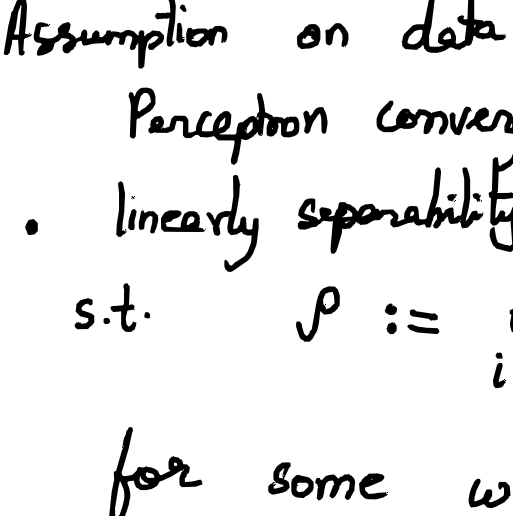 Assumption on data
Perceptron conver
• linearly separability
s.t. ρ :=
i
for some w